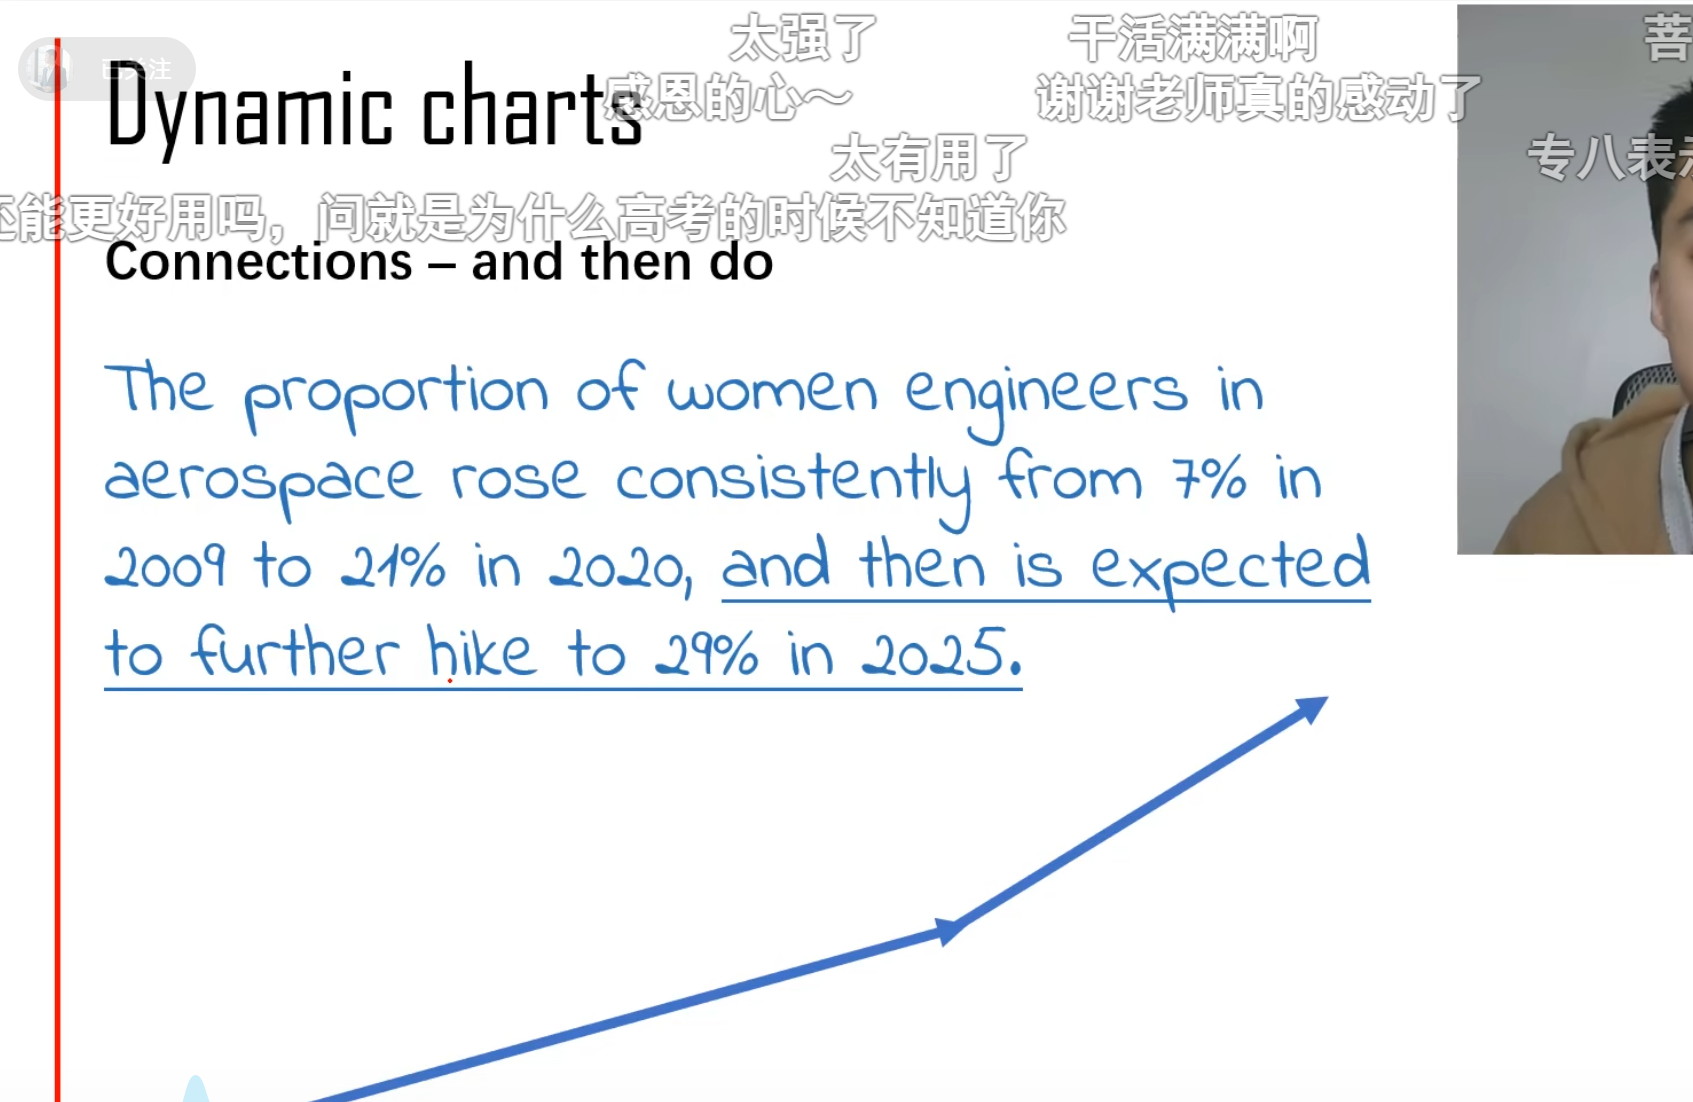 太强了
干活满满啊
菩
已关注
Dynamic charts
感恩的心～
谢谢老师真的感动了
太有用了
专八表示
还能更好用吗，问就是为什么高考的时候不知道你
Connections – and then do
The proportion of women engineers in
aerospace rose consistently from 7% in
2009 to 21% in 2020, and then is expected
to further hike to 29% in 2025.